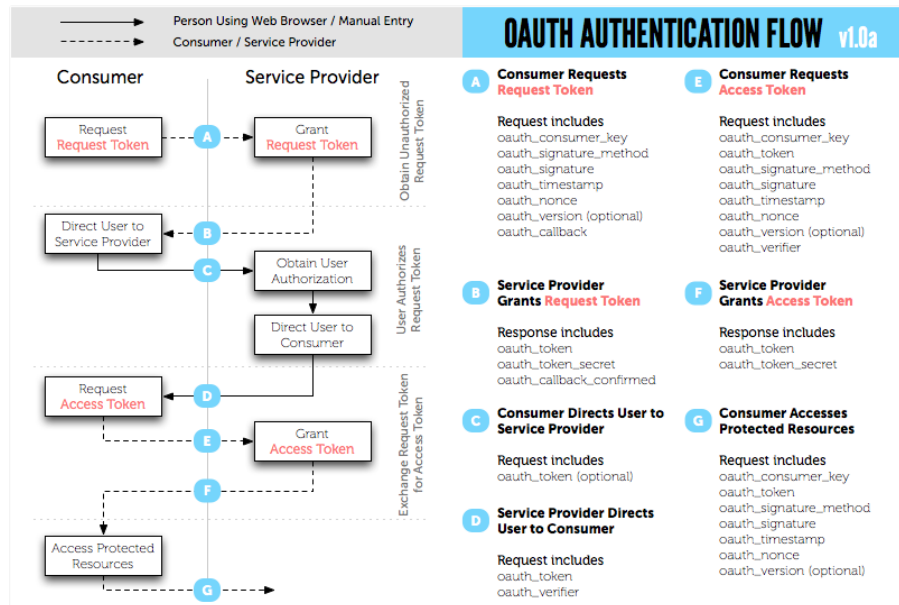 Person Using Web Browser / Manual Entry
Consumer / Service Provider
OAUTH AUTHENTICATION FLOW v1.0a
Consumer
Service Provider
Request
Request Token
A
Grant
Request Token
Obtain Unauthorized
Request Token
Direct User to
Service Provider
B
C
Obtain User
Authorization
Direct User to
Consumer
User Authorizes
Request Token
D
Request
Access Token
E
Grant
Access Token
F
Exchange Request Token
for Access Token
Access Protected
Resources
G
A
Consumer Requests
Request Token
Request includes
oauth_consumer_key
oauth_signature_method
oauth_signature
oauth_timestamp
oauth_nonce
oauth_version (optional)
oauth_callback
B
Service Provider
Grants Request Token
Response includes
oauth_token
oauth_token_secret
oauth_callback_confirmed
C
Consumer Directs User to
Service Provider
Request includes
oauth_token (optional)
D
Service Provider Directs
User to Consumer
Request includes
oauth_token
oauth_verifier
E
Consumer Requests
Access Token
Request includes
oauth_consumer_key
oauth_token
oauth_signature_method
oauth_signature
oauth_timestamp
oauth_nonce
oauth_version (optional)
oauth_verifier
F
Service Provider
Grants Access Token
Response includes
oauth_token
oauth_token_secret
G
Consumer Accesses
Protected Resources
Request includes
oauth_consumer_key
oauth_token
oauth_signature_method
oauth_signature
oauth_timestamp
oauth_nonce
oauth_version (optional)